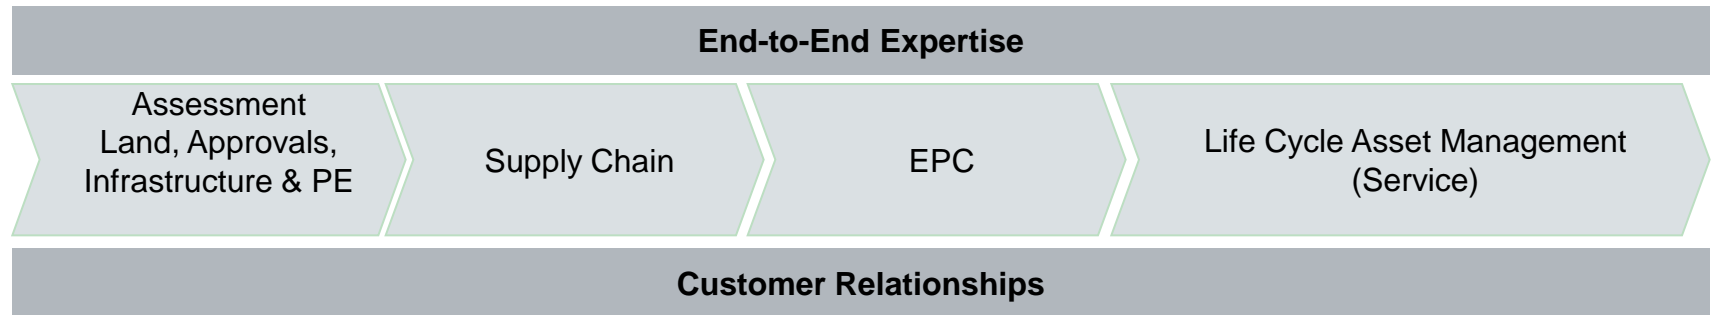 End-to-End Expertise
Assessment
Land, Approvals,
Infrastructure & PE
Supply Chain
EPC
Life Cycle Asset Management
(Service)
Customer Relationships